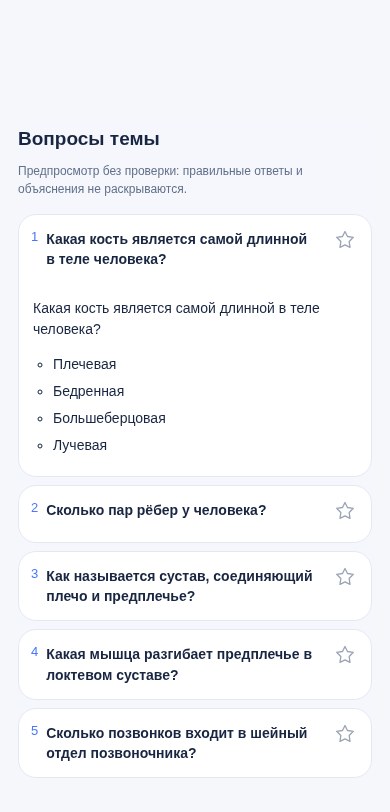 Вопросы темы
Предпросмотр без проверки: правильные ответы и
объяснения не раскрываются.
1 Какая кость является самой длинной
в теле человека?
Какая кость является самой длинной в теле
человека?
Плечевая
Бедренная
Большеберцовая
Лучевая
2 Сколько пар рёбер у человека?
3 Как называется сустав, соединяющий
плечо и предплечье?
4 Какая мышца разгибает предплечье в
локтевом суставе?
5 Сколько позвонков входит в шейный
отдел позвоночника?